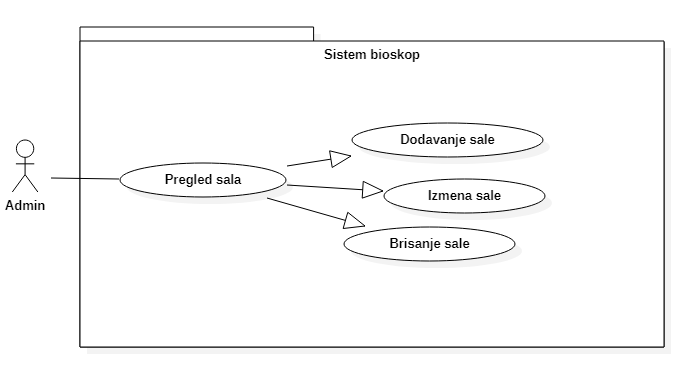 Sistem bioskop
Dodavanje sale
Pregled sala
Izmena sale
Admin
Brisanje sale